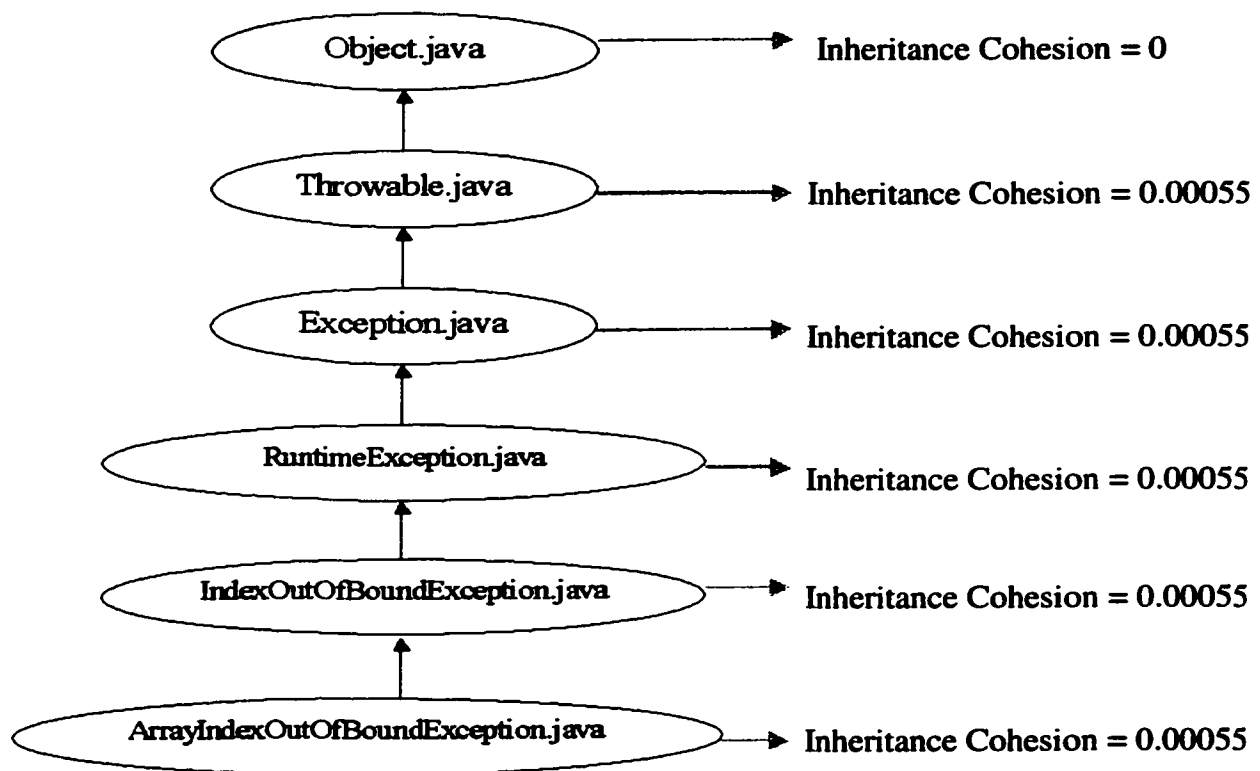 Object.java
Inheritance Cohesion = 0
Throwable.java
Inheritance Cohesion = 0.00055
Exception.java
Inheritance Cohesion = 0.00055
RuntimeException.java
Inheritance Cohesion = 0.00055
IndexOutOfBoundException.java
Inheritance Cohesion = 0.00055
ArrayIndexOutOfBoundException.java
Inheritance Cohesion = 0.00055